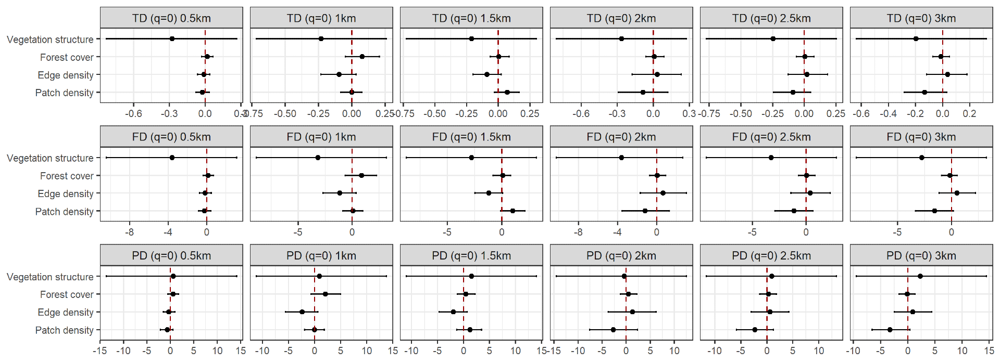 TD (q=0) 0.5km TD (q=0) 1km TD (q=0) 1.5km TD (q=0) 2km TD (q=0) 2.5km TD (q=0) 3km
Vegetation structure
Forest cover
Edge density
Patch density
-0.6 -0.3 0.0 0.3 -0.75 -0.50 -0.25 0.00 0.25 -0.75 -0.50 -0.25 0.00 0.25 -0.6 -0.3 0.0 0.3 -0.75 -0.50 -0.25 0.00 0.25 -0.6 -0.4 -0.2 0.0 0.2
FD (q=0) 0.5km FD (q=0) 1km FD (q=0) 1.5km FD (q=0) 2km FD (q=0) 2.5km FD (q=0) 3km
Vegetation structure
Forest cover
Edge density
Patch density
-8 -4 0 -5 0 -5 0 -8 -4 0 -5 0 -5 0
PD (q=0) 0.5km PD (q=0) 1km PD (q=0) 1.5km PD (q=0) 2km PD (q=0) 2.5km PD (q=0) 3km
Vegetation structure
Forest cover
Edge density
Patch density
-15 -10 -5 0 5 10 15 -10 -5 0 5 10 15 -10 -5 0 5 10 15 -15 -10 -5 0 5 10 -10 -5 0 5 10 -10 -5 0 5 10 15